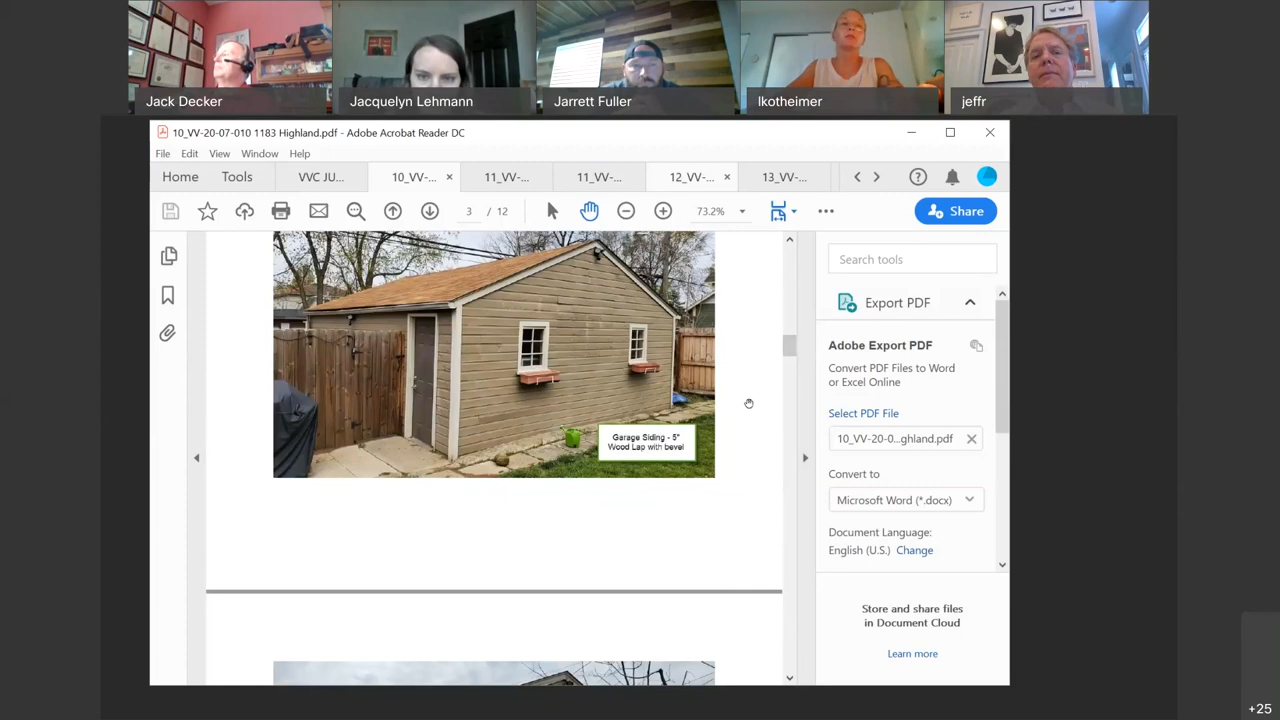 Jack Decker
Jacquelyn Lehmann
Jarrett Fuller
lkotheimer
jeffr
10_VV-20-07-010 1183 Highland.pdf - Adobe Acrobat Reader DC
File Edit View Window Help
Home Tools VVC JU... 10_VV-... 11_VV-... 11_VV-... 12_VV-... 13_VV-...
3 / 12 73.2% Share
Search tools
Export PDF
Adobe Export PDF
Convert PDF Files to Word
or Excel Online
Select PDF File
10_VV-20-0...ghland.pdf
Convert to
Microsoft Word (*.docx)
Document Language:
English (U.S.) Change
Store and share files
in Document Cloud
Learn more
Garage Siding - 5"
Wood Lap with bevel
+25